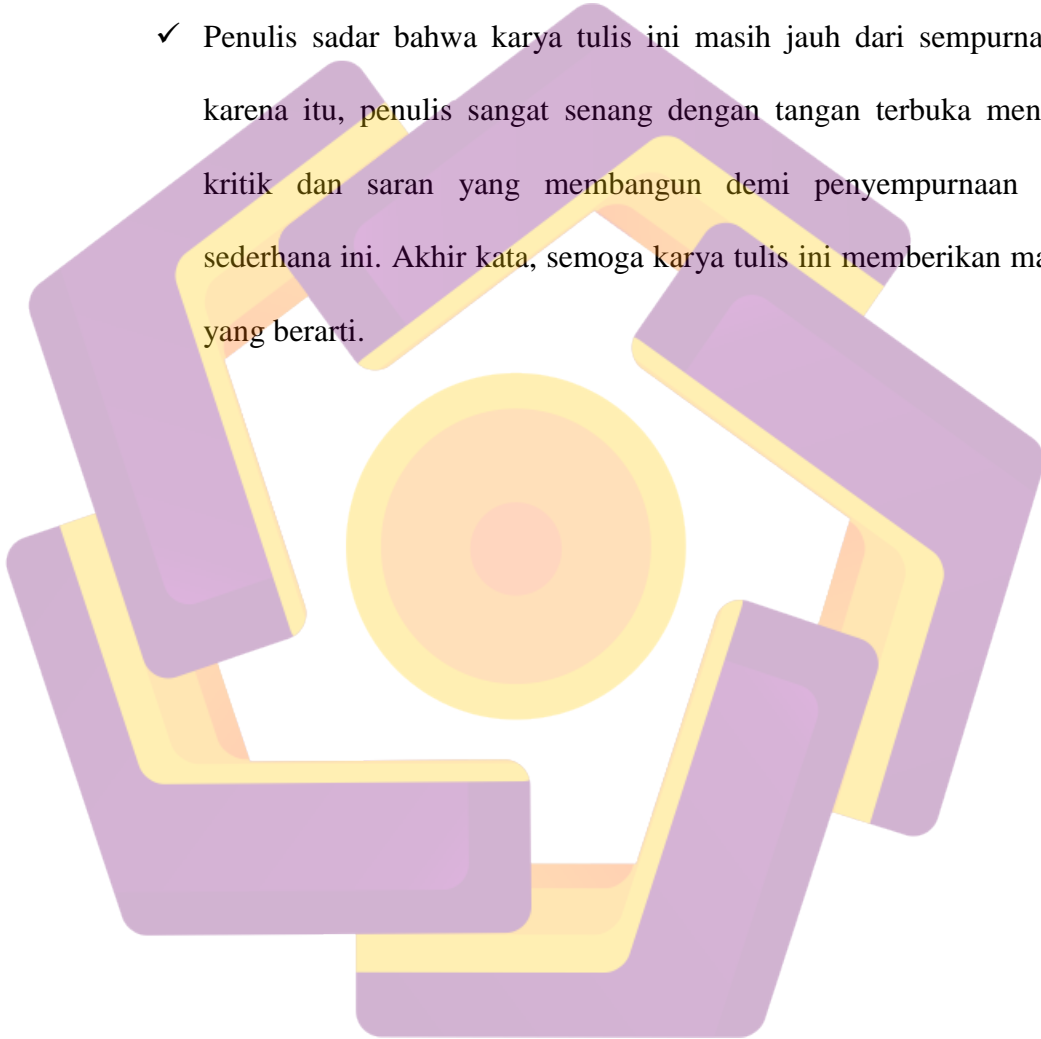 ✓ Penulis sadar bahwa karya tulis ini masih jauh dari sempurna
karena itu, penulis sangat senang dengan tangan terbuka men
kritik dan saran yang membangun demi penyempurnaan
sederhana ini. Akhir kata, semoga karya tulis ini memberikan ma
yang berarti.